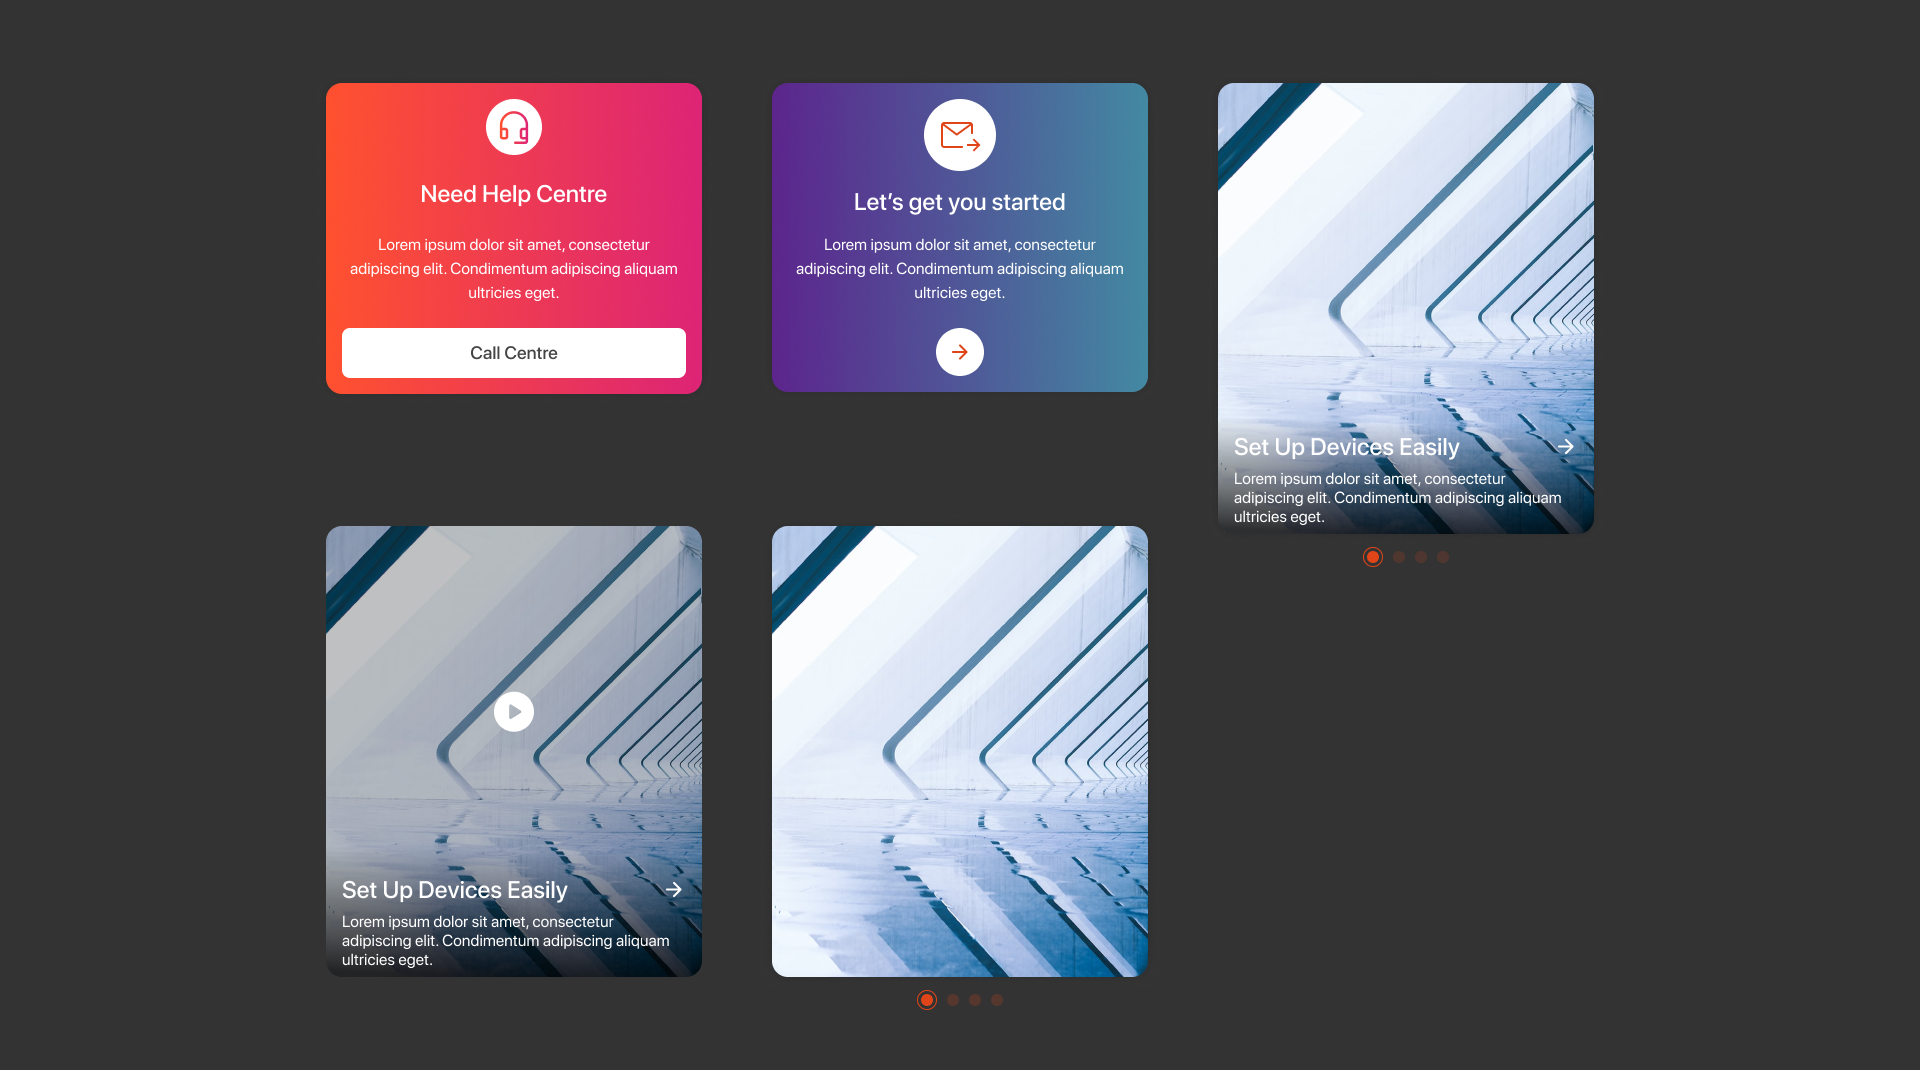 Need Help Centre
Lorem ipsum dolor sit amet, consectetur
adipiscing elit. Condimentum adipiscing aliquam
ultricies eget.
Call Centre
Let’s get you started
Lorem ipsum dolor sit amet, consectetur
adipiscing elit. Condimentum adipiscing aliquam
ultricies eget.
Set Up Devices Easily
Lorem ipsum dolor sit amet, consectetur
adipiscing elit. Condimentum adipiscing aliquam
ultricies eget.
Set Up Devices Easily
Lorem ipsum dolor sit amet, consectetur
adipiscing elit. Condimentum adipiscing aliquam
ultricies eget.